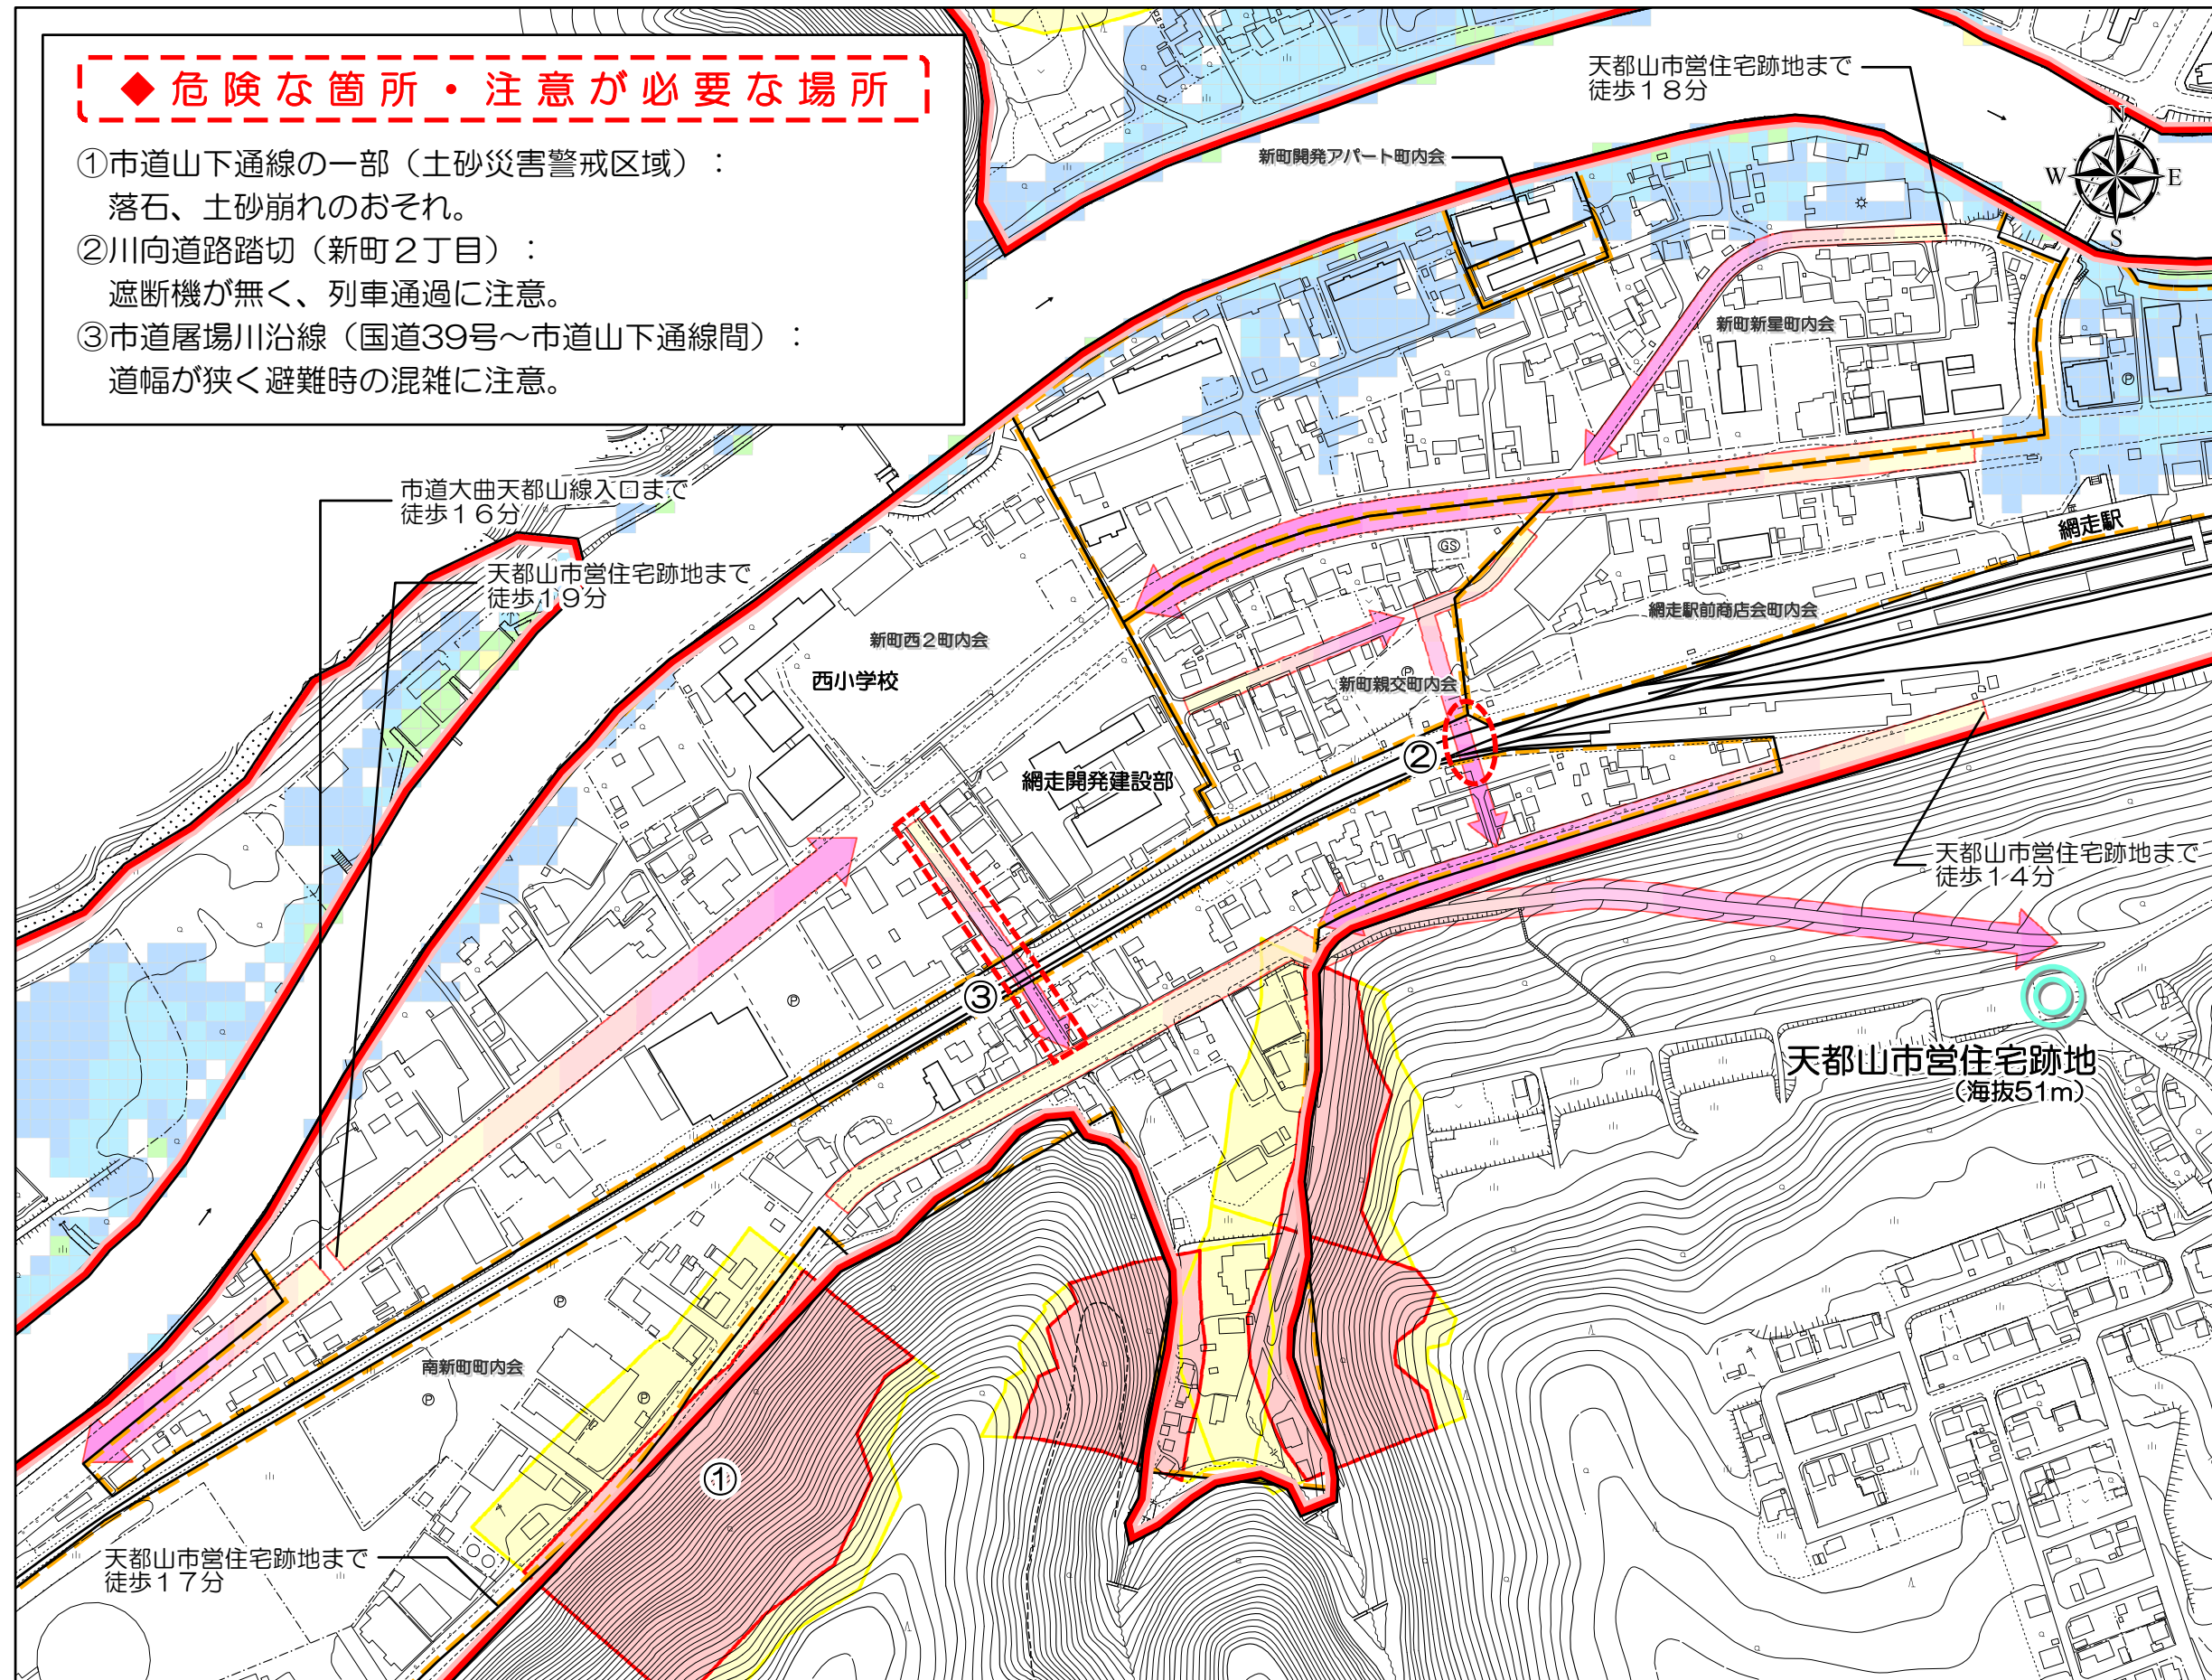 ◆危険な箇所・注意が必要な場所
①市道山下通線の一部（土砂災害警戒区域）：
落石、土砂崩れのおそれ。
②川向道路踏切（新町２丁目）：
遮断機が無く、列車通過に注意。
③市道屠場川沿線（国道39号～市道山下通線間）：
道幅が狭く避難時の混雑に注意。
天都山市営住宅跡地まで
徒歩１８分
N
W
E
S
新町開発アパート町内会
新町新星町内会
市道大曲天都山線入口まで
徒歩１６分
天都山市営住宅跡地まで
徒歩１９分
網走駅
GS
網走駅前商店会町内会
新町西２町内会
西小学校
新町親交町内会
網走開発建設部
②
天都山市営住宅跡地まで
徒歩１４分
③
天都山市営住宅跡地
（海抜51m）
南新町町内会
①
天都山市営住宅跡地まで
徒歩１７分